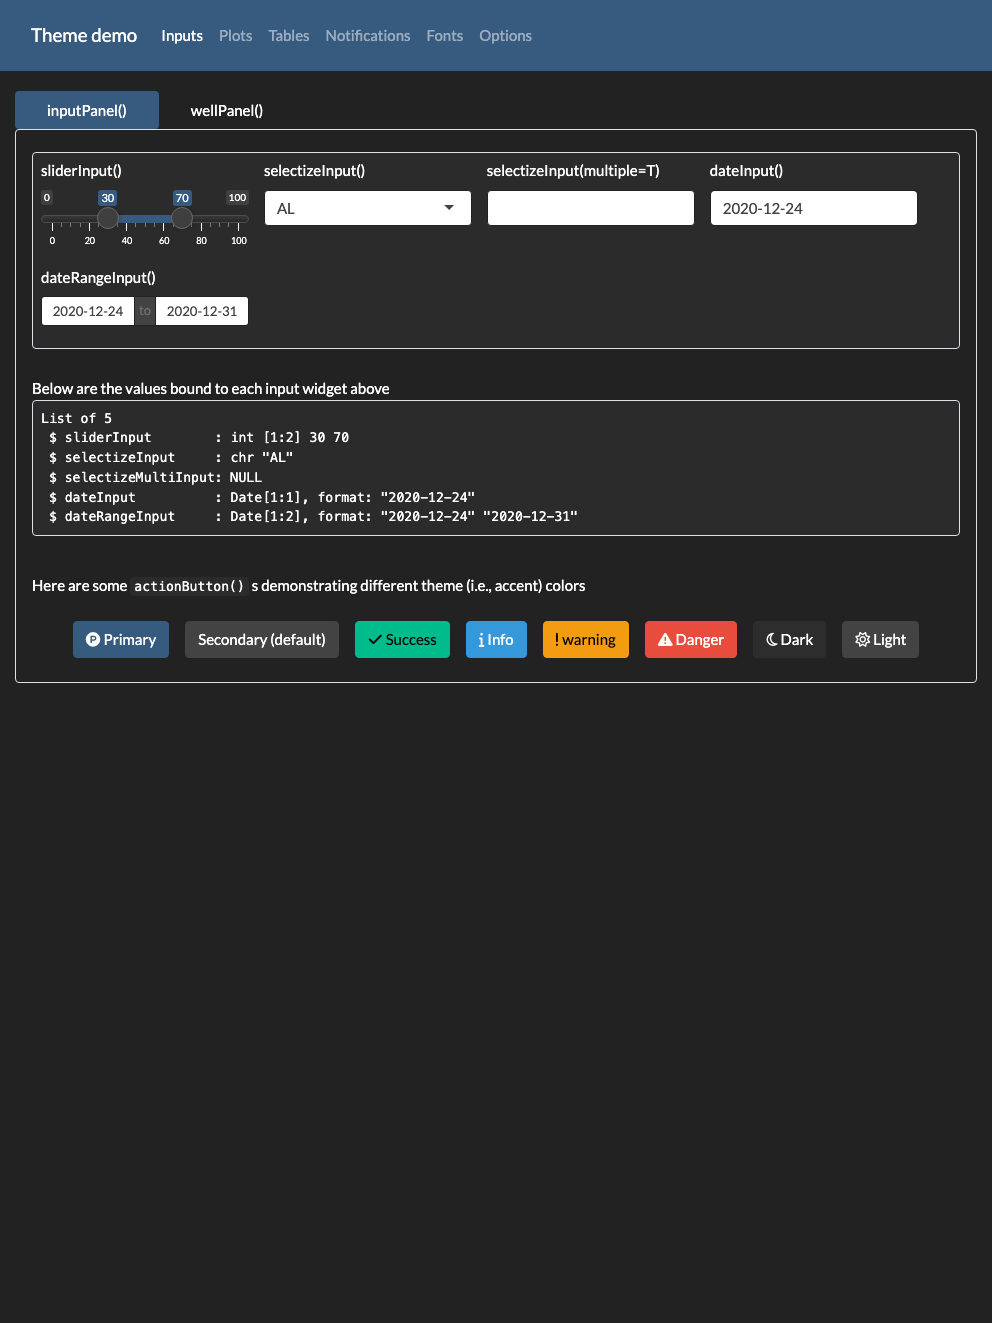 Theme demo Inputs Plots Tables Notifications Fonts Options
inputPanel() wellPanel()
sliderInput() selectizeInput() selectizeInput(multiple=T) dateInput()
0 30 70 100
AL 2020-12-24
0 20 40 60 80 100
dateRangeInput()
2020-12-24 to 2020-12-31
Below are the values bound to each input widget above
List of 5
$ sliderInput : int [1:2] 30 70
$ selectizeInput : chr "AL"
$ selectizeMultiInput: NULL
$ dateInput : Date[1:1], format: "2020-12-24"
$ dateRangeInput : Date[1:2], format: "2020-12-24" "2020-12-31"
Here are some actionButton() s demonstrating different theme (i.e., accent) colors
Primary Secondary (default) Success Info warning Danger Dark Light